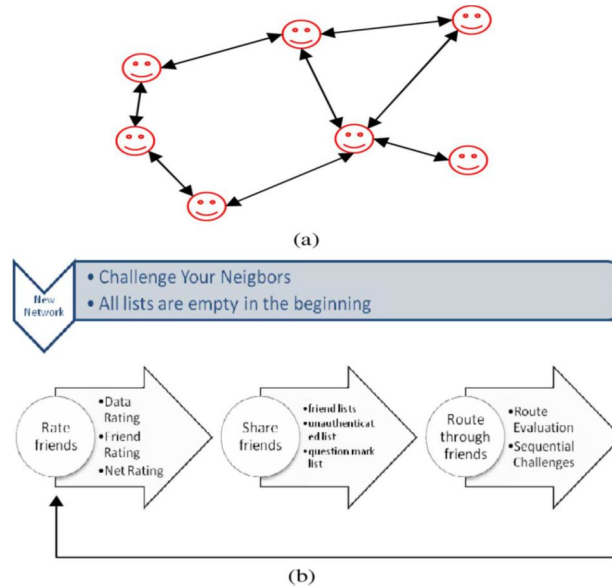 (a)
New
Network
• Challenge Your Neigbors
• All lists are empty in the beginning
Rate
friends
•Data
Rating
•Friend
Rating
•Net Rating
Share
friends
•friend lists
•unauthenticat
ed list
•question mark
list
Route
through
friends
•Route
Evaluation
•Sequential
Challenges
(b)